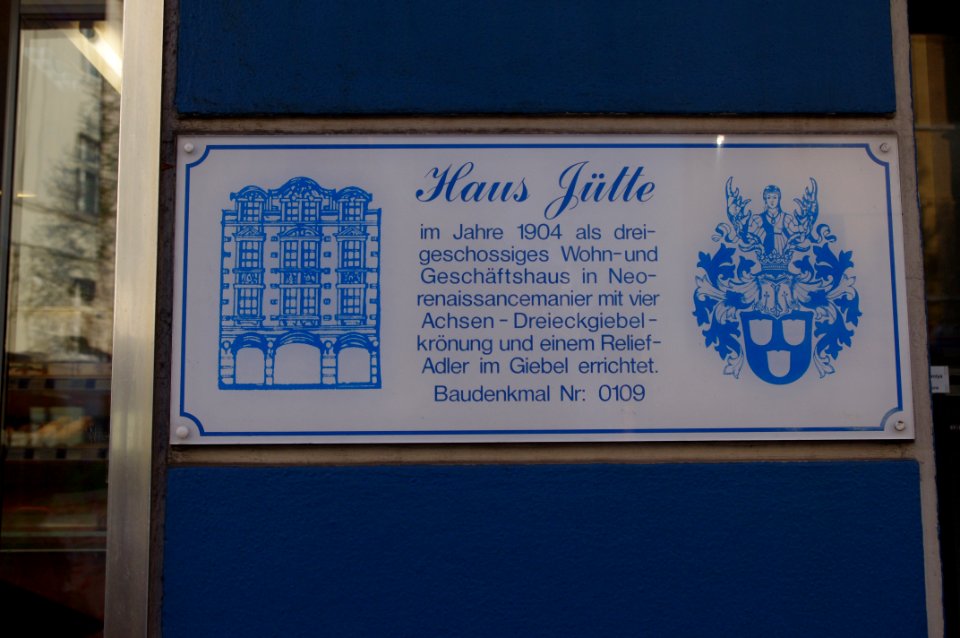 Haus Jütte
im Jahre 1904 als drei-
geschossiges Wohn-und
Geschäftshaus in Neo-
renaissancemanier mit vier
Achsen - Dreieckgiebel-
krönung und einem Relief-
Adler im Giebel errichtet.
Baudenkmal Nr: 0109